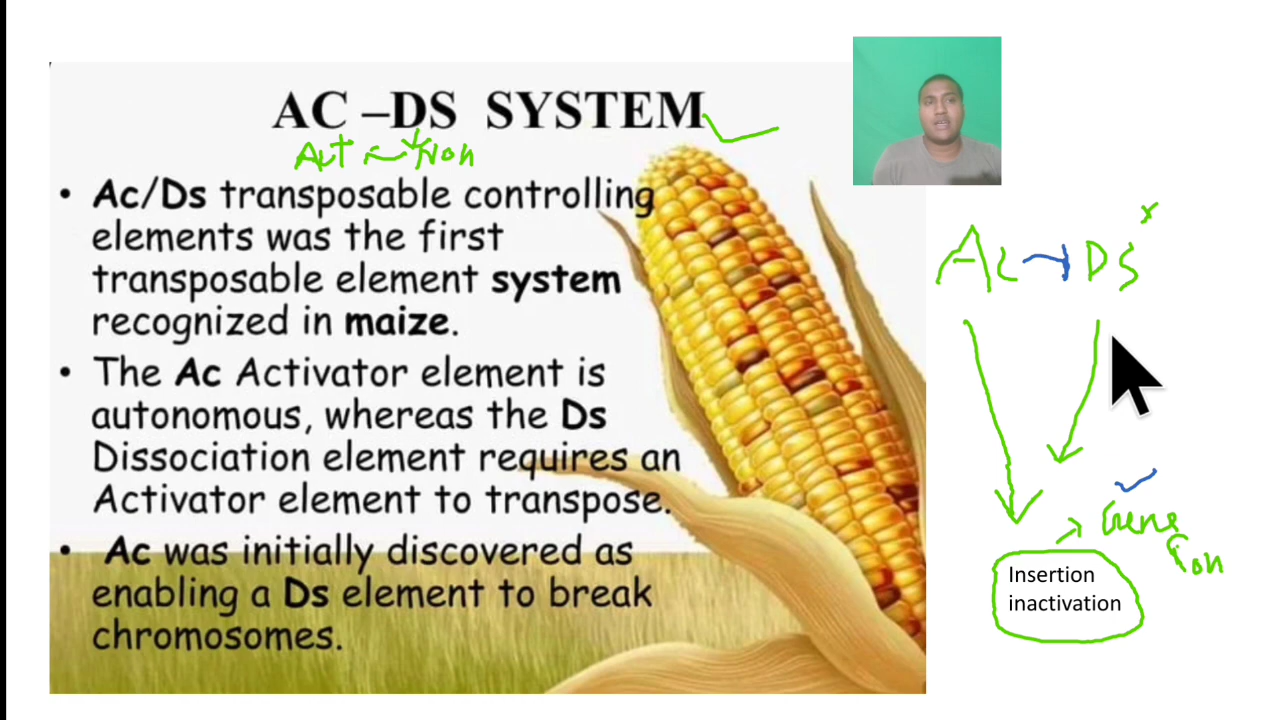 AC –DS SYSTEM
• Ac/Ds transposable controlling
elements was the first
transposable element system
recognized in maize.
• The Ac Activator element is
autonomous, whereas the Ds
Dissociation element requires an
Activator element to transpose.
• Ac was initially discovered as
enabling a Ds element to break
chromosomes.
Ac DS
Gene
Insertion
inactivation